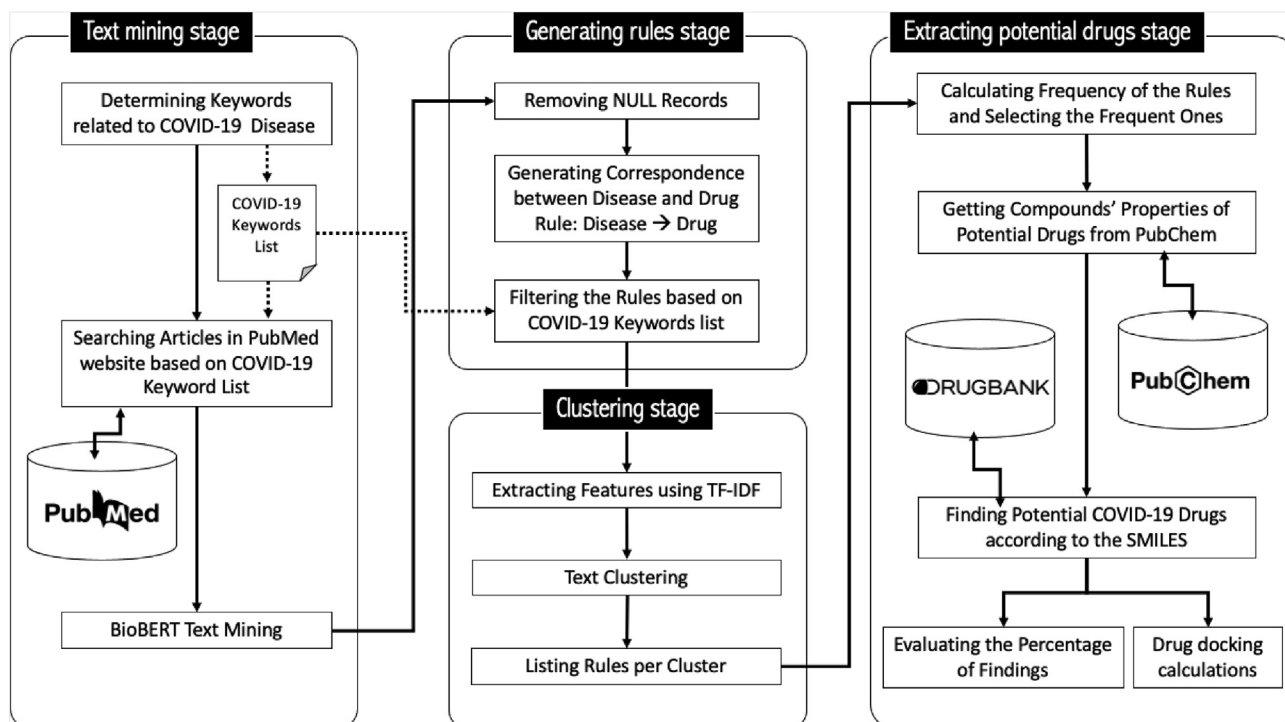 Text mining stage
Determining Keywords
related to COVID-19 Disease
COVID-19
Keywords
List
Searching Articles in PubMed
website based on COVID-19
Keyword List
PubMed
BioBERT Text Mining
Generating rules stage
Removing NULL Records
Generating Correspondence
between Disease and Drug
Rule: Disease → Drug
Filtering the Rules based on
COVID-19 Keywords list
Clustering stage
Extracting Features using TF-IDF
Text Clustering
Listing Rules per Cluster
Extracting potential drugs stage
Calculating Frequency of the Rules
and Selecting the Frequent Ones
Getting Compounds’ Properties of
Potential Drugs from PubChem
DRUGBANK
PubChem
Finding Potential COVID-19 Drugs
according to the SMILES
Evaluating the Percentage
of Findings
Drug docking
calculations